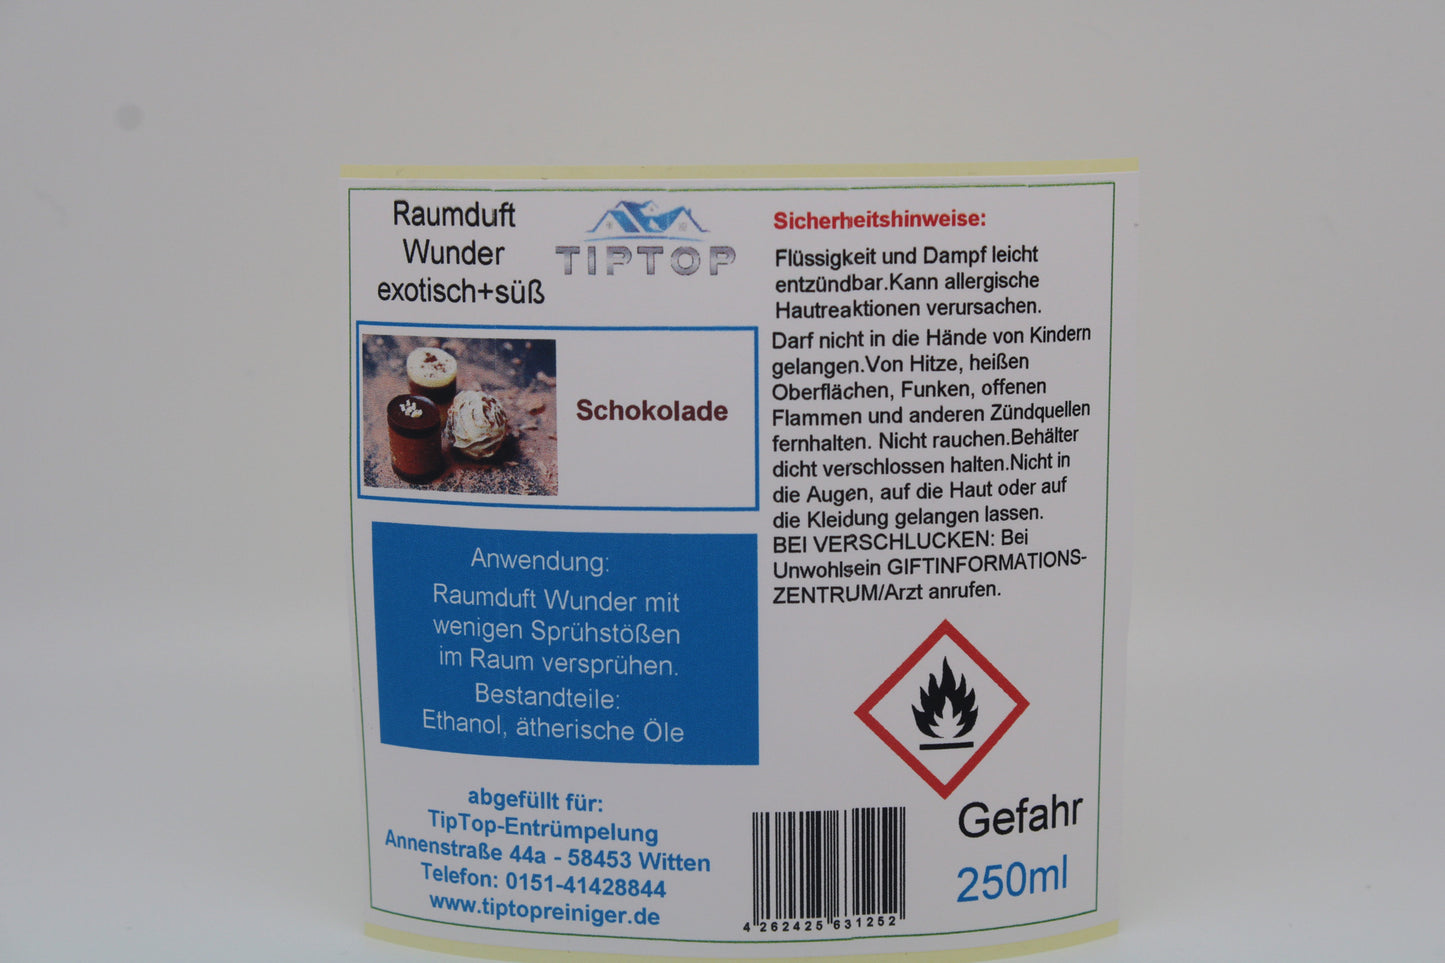 Raumduft
Wunder
exotisch+süß
TIPTOP
Schokolade
Anwendung:
Raumduft Wunder mit
wenigen Sprühstößen
im Raum versprühen.
Bestandteile:
Ethanol, ätherische Öle
abgefüllt für:
TipTop-Entrümpelung
Annenstraße 44a - 58453 Witten
Telefon: 0151-41428844
www.tiptopreiniger.de
Sicherheitshinweise:
Flüssigkeit und Dampf leicht
entzündbar.Kann allergische
Hautreaktionen verursachen.
Darf nicht in die Hände von Kindern
gelangen.Von Hitze, heißen
Oberflächen, Funken, offenen
Flammen und anderen Zündquellen
fernhalten. Nicht rauchen.Behälter
dicht verschlossen halten.Nicht in
die Augen, auf die Haut oder auf
die Kleidung gelangen lassen.
BEI VERSCHLUCKEN: Bei
Unwohlsein GIFTINFORMATIONS-
ZENTRUM/Arzt anrufen.
Gefahr
250ml
4 262425 631252